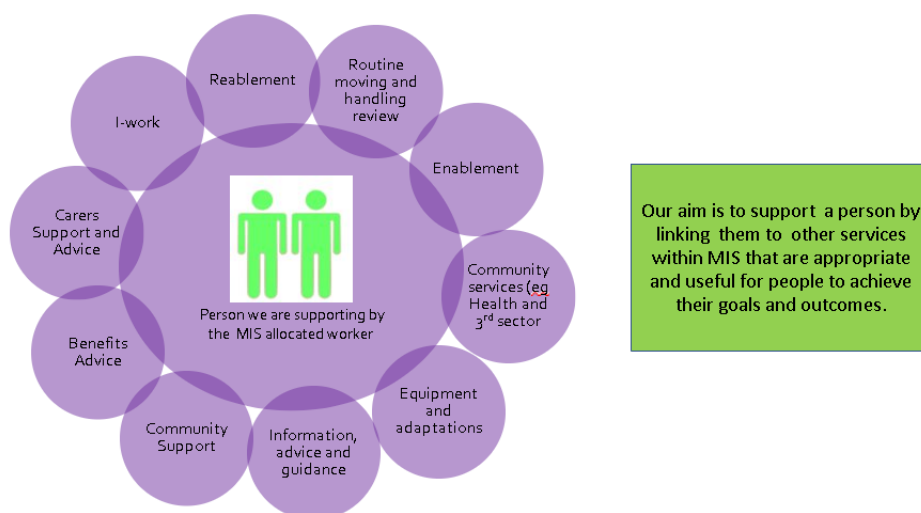 Reablement
Routine
moving and
handling
review
I-work
Enablement
Carers
Support and
Advice
Person we are supporting by
the MIS allocated worker
Community
services (eg
Health and
3rd sector
Benefits
Advice
Equipment
and
adaptations
Community
Support
Information,
advice and
guidance
Our aim is to support a person by
linking them to other services
within MIS that are appropriate
and useful for people to achieve
their goals and outcomes.